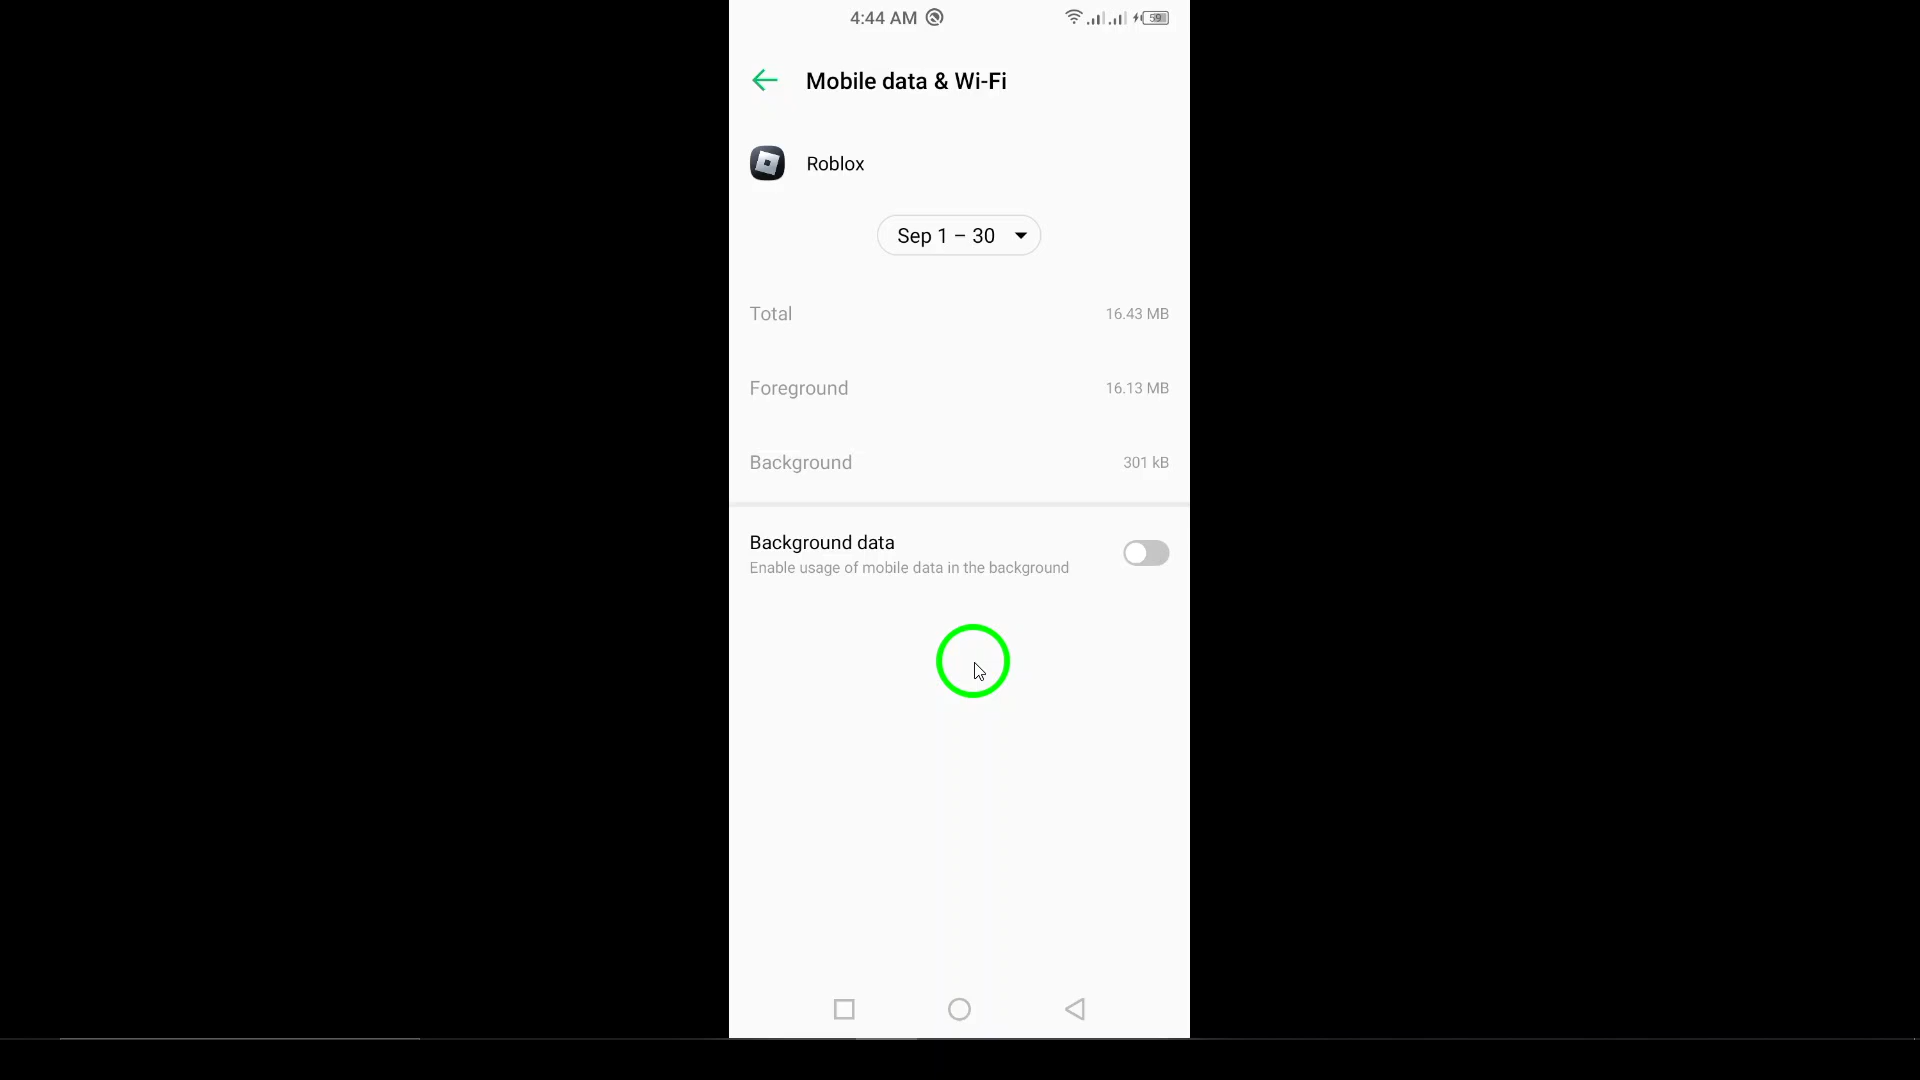 4:44 AM
59
Mobile data & Wi-Fi
Roblox
Sep 1 – 30
Total 16.43 MB
Foreground 16.13 MB
Background 301 kB
Background data
Enable usage of mobile data in the background